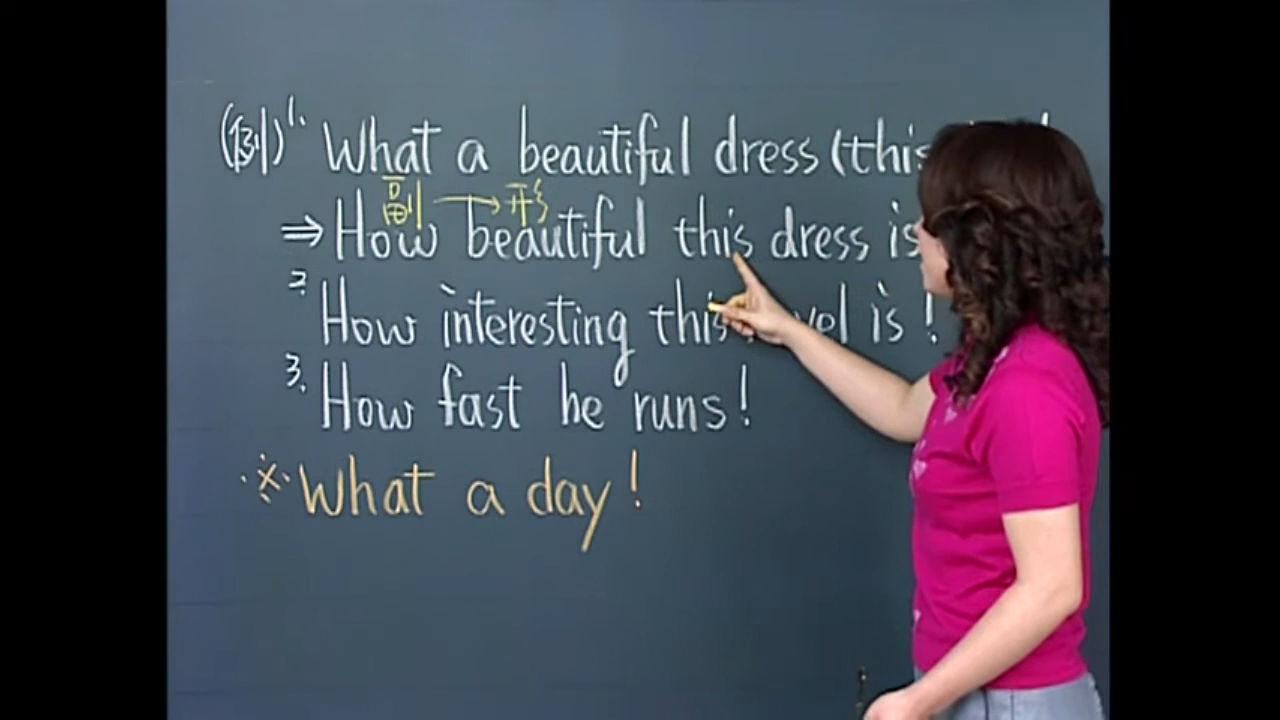 (例) 1. What a beautiful dress (this
副 → 形
⇒ How beautiful this dress is
2. How interesting this novel is!
3. How fast he runs!
※ What a day!